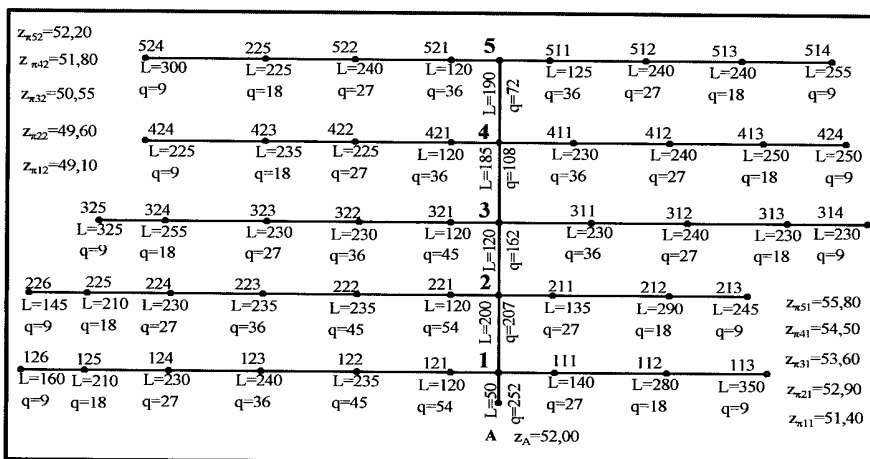 z_π52=52,20
z_π42=51,80
z_π32=50,55
z_π22=49,60
z_π12=49,10
524 225 522 521 5 511 512 513 514
L=300 L=225 L=240 L=120 L=125 L=240 L=240 L=255
q=9 q=18 q=27 q=36 q=36 q=27 q=18 q=9
L=190 q=72
424 423 422 421 4 411 412 413 424
L=225 L=235 L=225 L=120 L=230 L=240 L=250 L=250
q=9 q=18 q=27 q=36 q=36 q=27 q=18 q=9
L=185 q=108
325 324 323 322 321 3 311 312 313 314
L=325 L=255 L=230 L=230 L=120 L=230 L=240 L=230 L=230
q=9 q=18 q=27 q=36 q=45 q=36 q=27 q=18 q=9
L=120 q=162
226 225 224 223 222 221 2 211 212 213
L=145 L=210 L=230 L=235 L=235 L=120 L=135 L=290 L=245
q=9 q=18 q=27 q=36 q=45 q=54 q=27 q=18 q=9
L=200 q=207
126 125 124 123 122 121 1 111 112 113
L=160 L=210 L=230 L=240 L=235 L=120 L=140 L=280 L=350
q=9 q=18 q=27 q=36 q=45 q=54 q=27 q=18 q=9
L=50 q=252
z_π51=55,80
z_π41=54,50
z_π31=53,60
z_π21=52,90
z_π11=51,40
A z_A=52,00